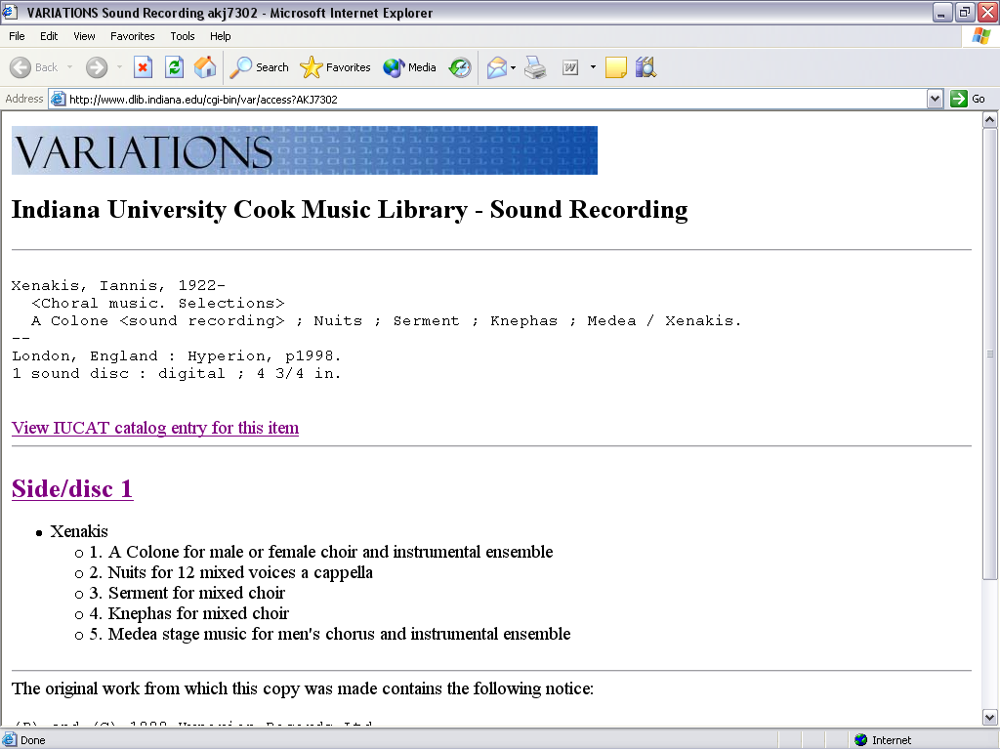 VARIATIONS Sound Recording akj7302 - Microsoft Internet Explorer
File Edit View Favorites Tools Help
Back Search Favorites Media
Address http://www.dlib.indiana.edu/cgi-bin/var/access?AKJ7302 Go
VARIATIONS
Indiana University Cook Music Library - Sound Recording
Xenakis, Iannis, 1922-
<Choral music. Selections>
A Colone <sound recording> ; Nuits ; Serment ; Knephas ; Medea / Xenakis.
--
London, England : Hyperion, p1998.
1 sound disc : digital ; 4 3/4 in.
View IUCAT catalog entry for this item
Side/disc 1
Xenakis
1. A Colone for male or female choir and instrumental ensemble
2. Nuits for 12 mixed voices a cappella
3. Serment for mixed choir
4. Knephas for mixed choir
5. Medea stage music for men's chorus and instrumental ensemble
The original work from which this copy was made contains the following notice:
Done Internet